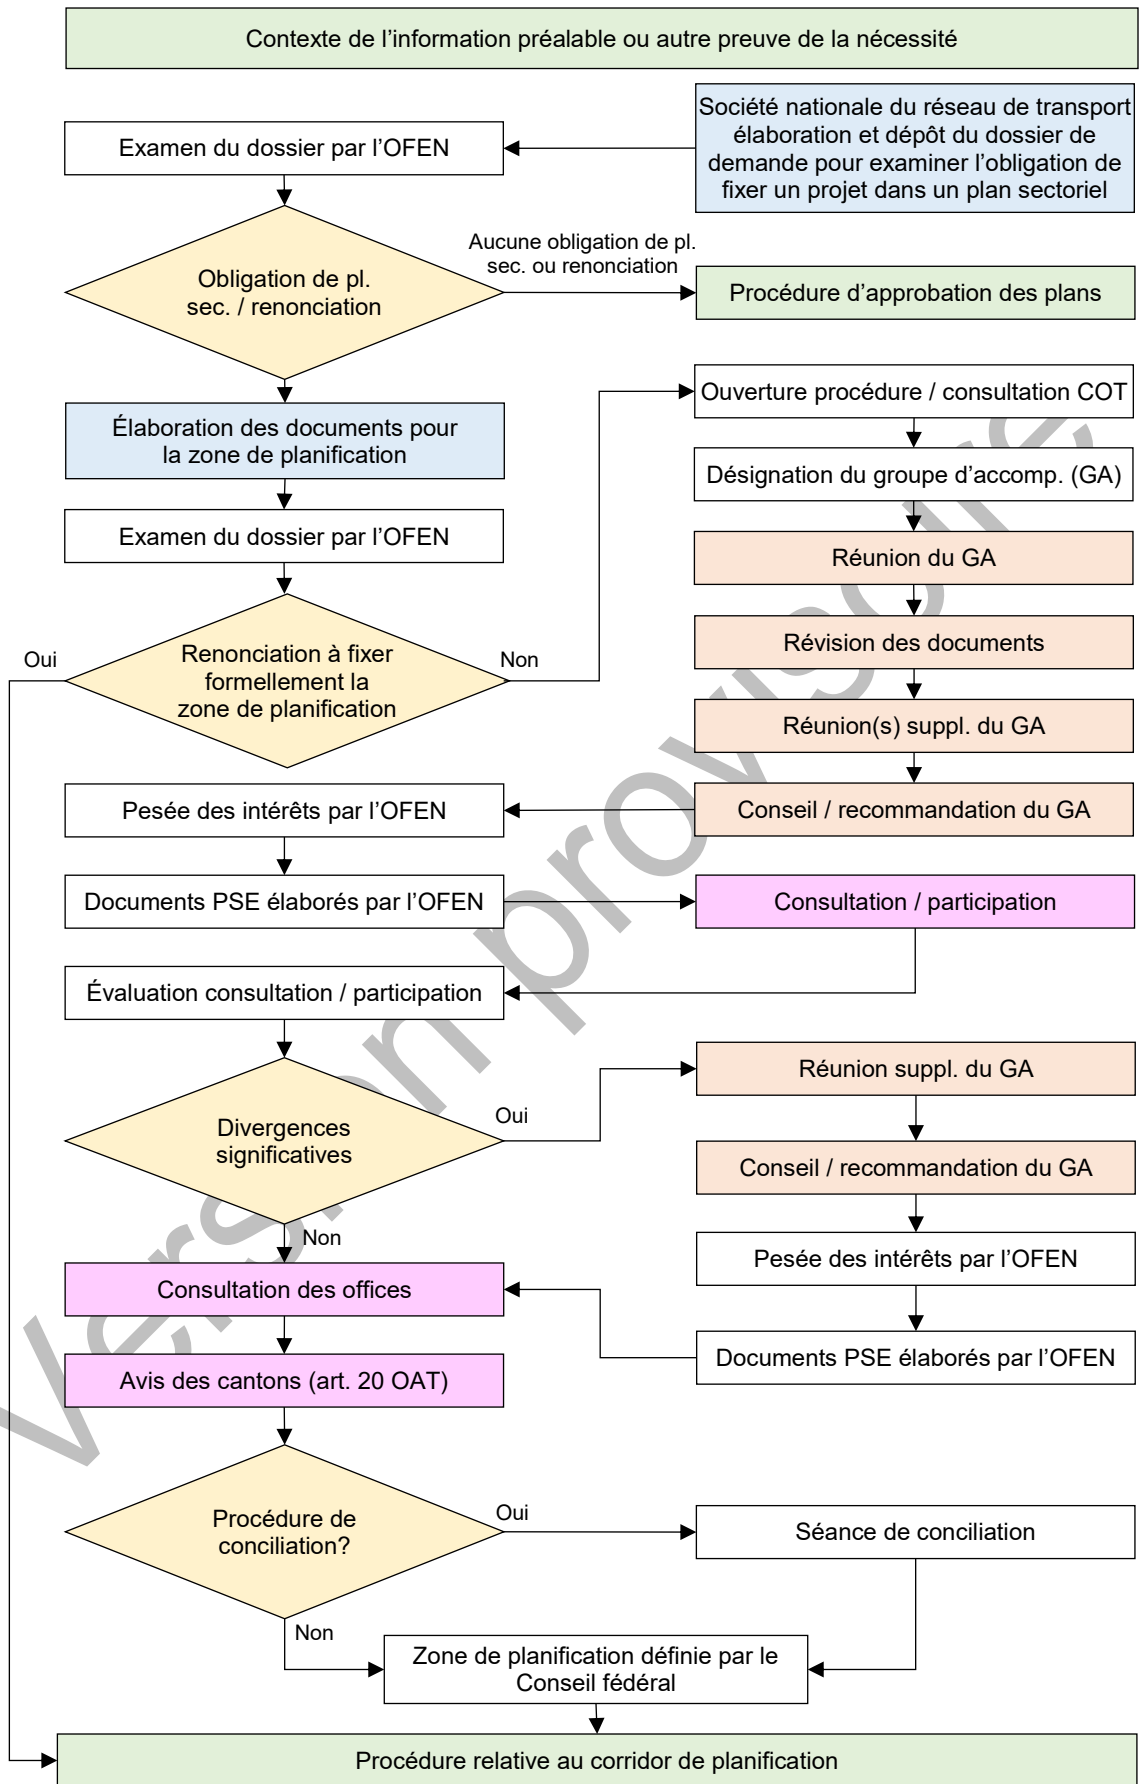 Contexte de l'information préalable ou autre preuve de la nécessité
Société nationale du réseau de transport
élaboration et dépôt du dossier de
demande pour examiner l'obligation de
fixer un projet dans un plan sectoriel
Examen du dossier par l'OFEN
Obligation de pl.
sec. / renonciation
Aucune obligation de pl.
sec. ou renonciation
Procédure d'approbation des plans
Élaboration des documents pour
la zone de planification
Examen du dossier par l'OFEN
Renonciation à fixer
formellement la
zone de planification
Oui
Non
Ouverture procédure / consultation COT
Désignation du groupe d'accomp. (GA)
Réunion du GA
Révision des documents
Réunion(s) suppl. du GA
Conseil / recommandation du GA
Pesée des intérêts par l'OFEN
Documents PSE élaborés par l'OFEN
Consultation / participation
Évaluation consultation / participation
Divergences
significatives
Oui
Non
Réunion suppl. du GA
Conseil / recommandation du GA
Pesée des intérêts par l'OFEN
Documents PSE élaborés par l'OFEN
Consultation des offices
Avis des cantons (art. 20 OAT)
Procédure de
conciliation?
Oui
Non
Séance de conciliation
Zone de planification définie par le
Conseil fédéral
Procédure relative au corridor de planification
Version provisoire